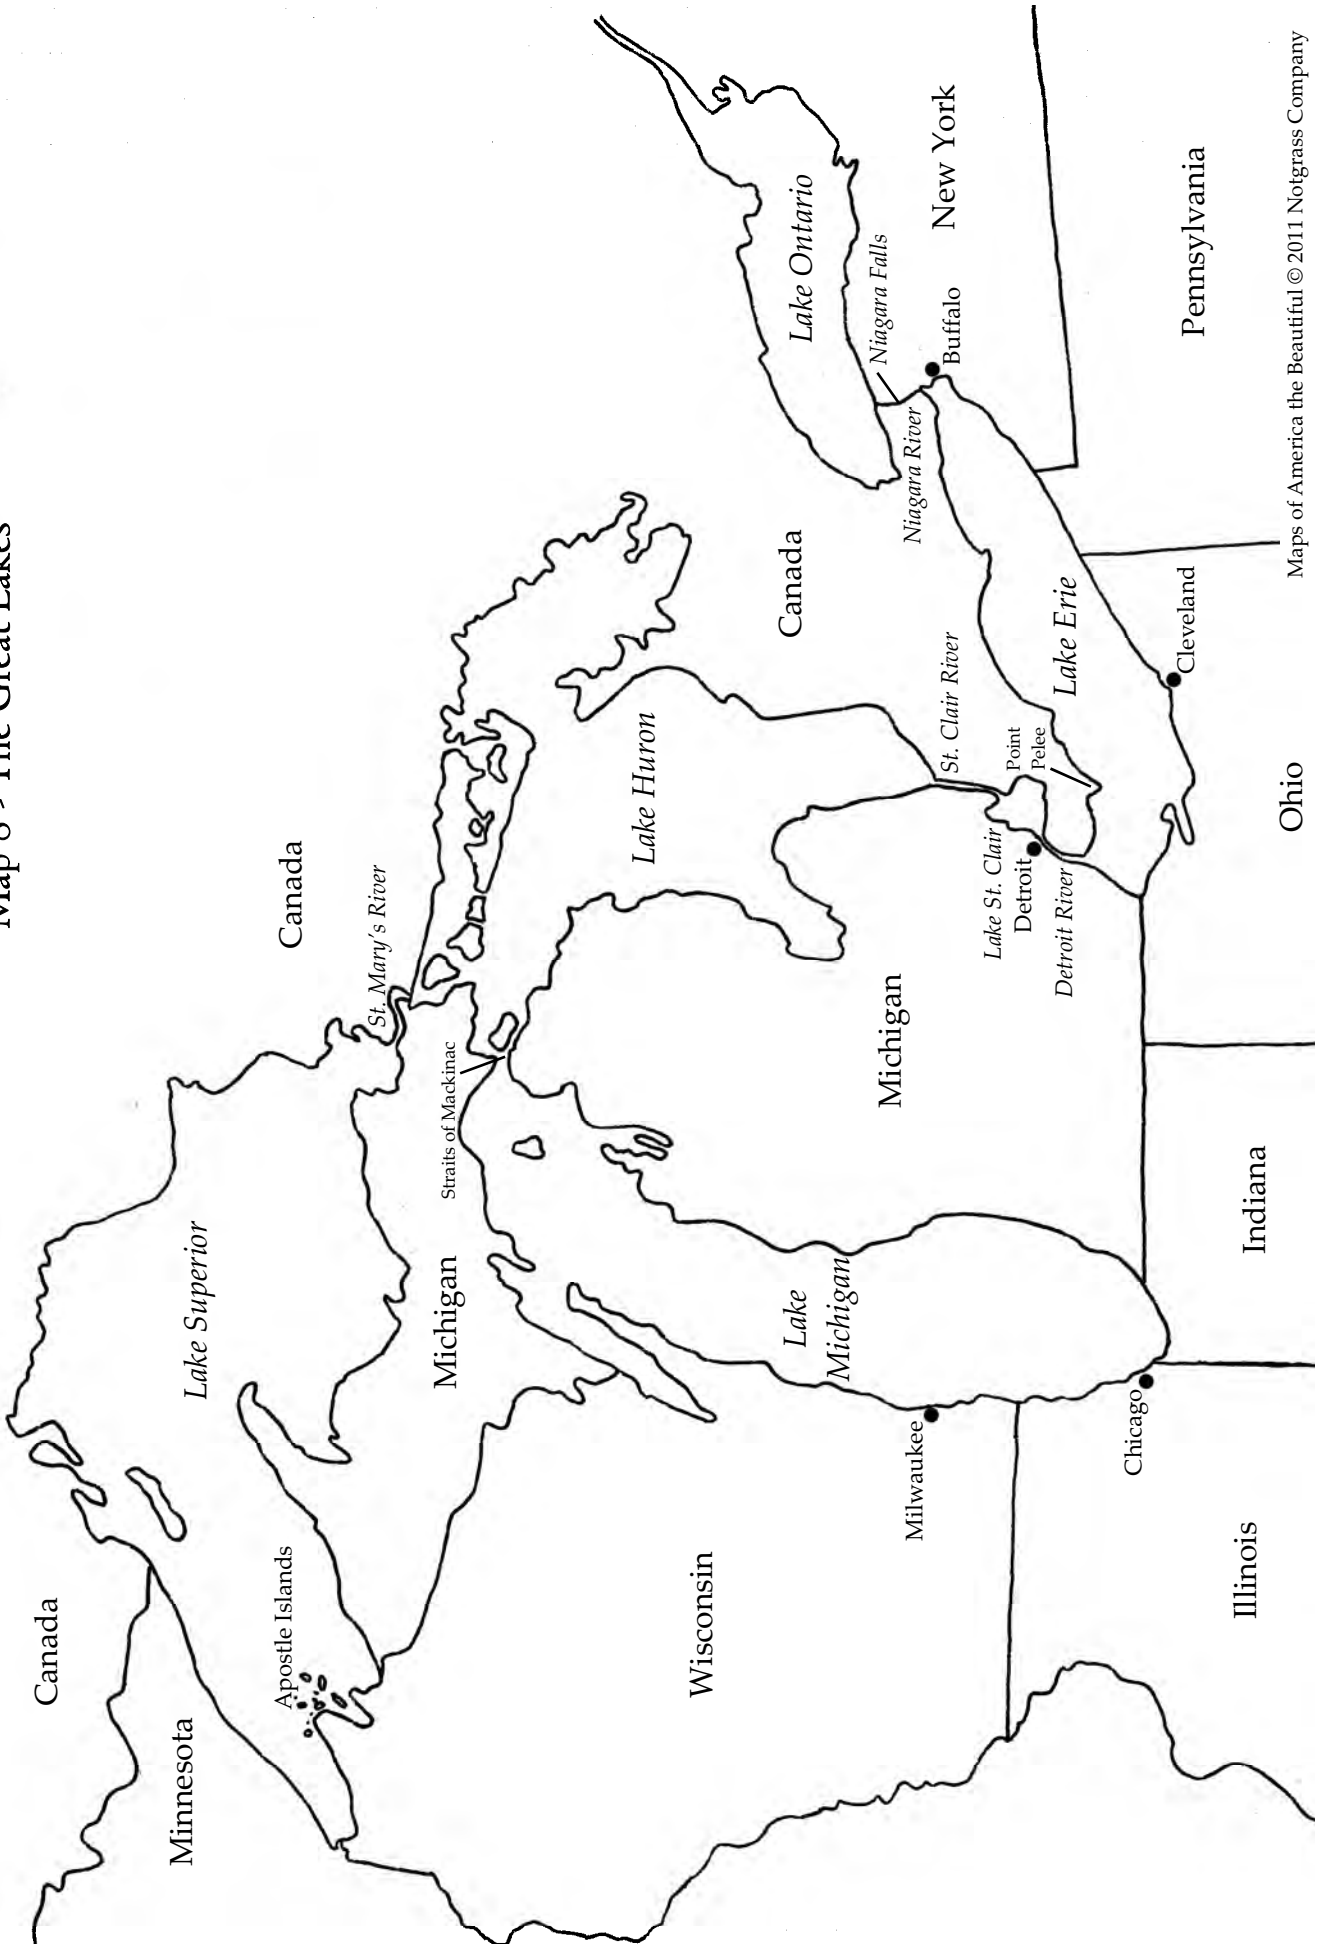 Map 8 > The Great Lakes
Canada
Minnesota
Lake Superior
Apostle Islands
Canada
St. Mary's River
Michigan
Straits of Mackinac
Lake Huron
Wisconsin
Canada
Lake
Michigan
Lake Ontario
Niagara Falls
Michigan
Niagara River
Milwaukee
New York
Buffalo
St. Clair River
Lake St. Clair
Point
Pelee
Detroit
Detroit River
Lake Erie
Chicago
Cleveland
Pennsylvania
Illinois
Indiana
Ohio
Maps of America the Beautiful © 2011 Notgrass Company